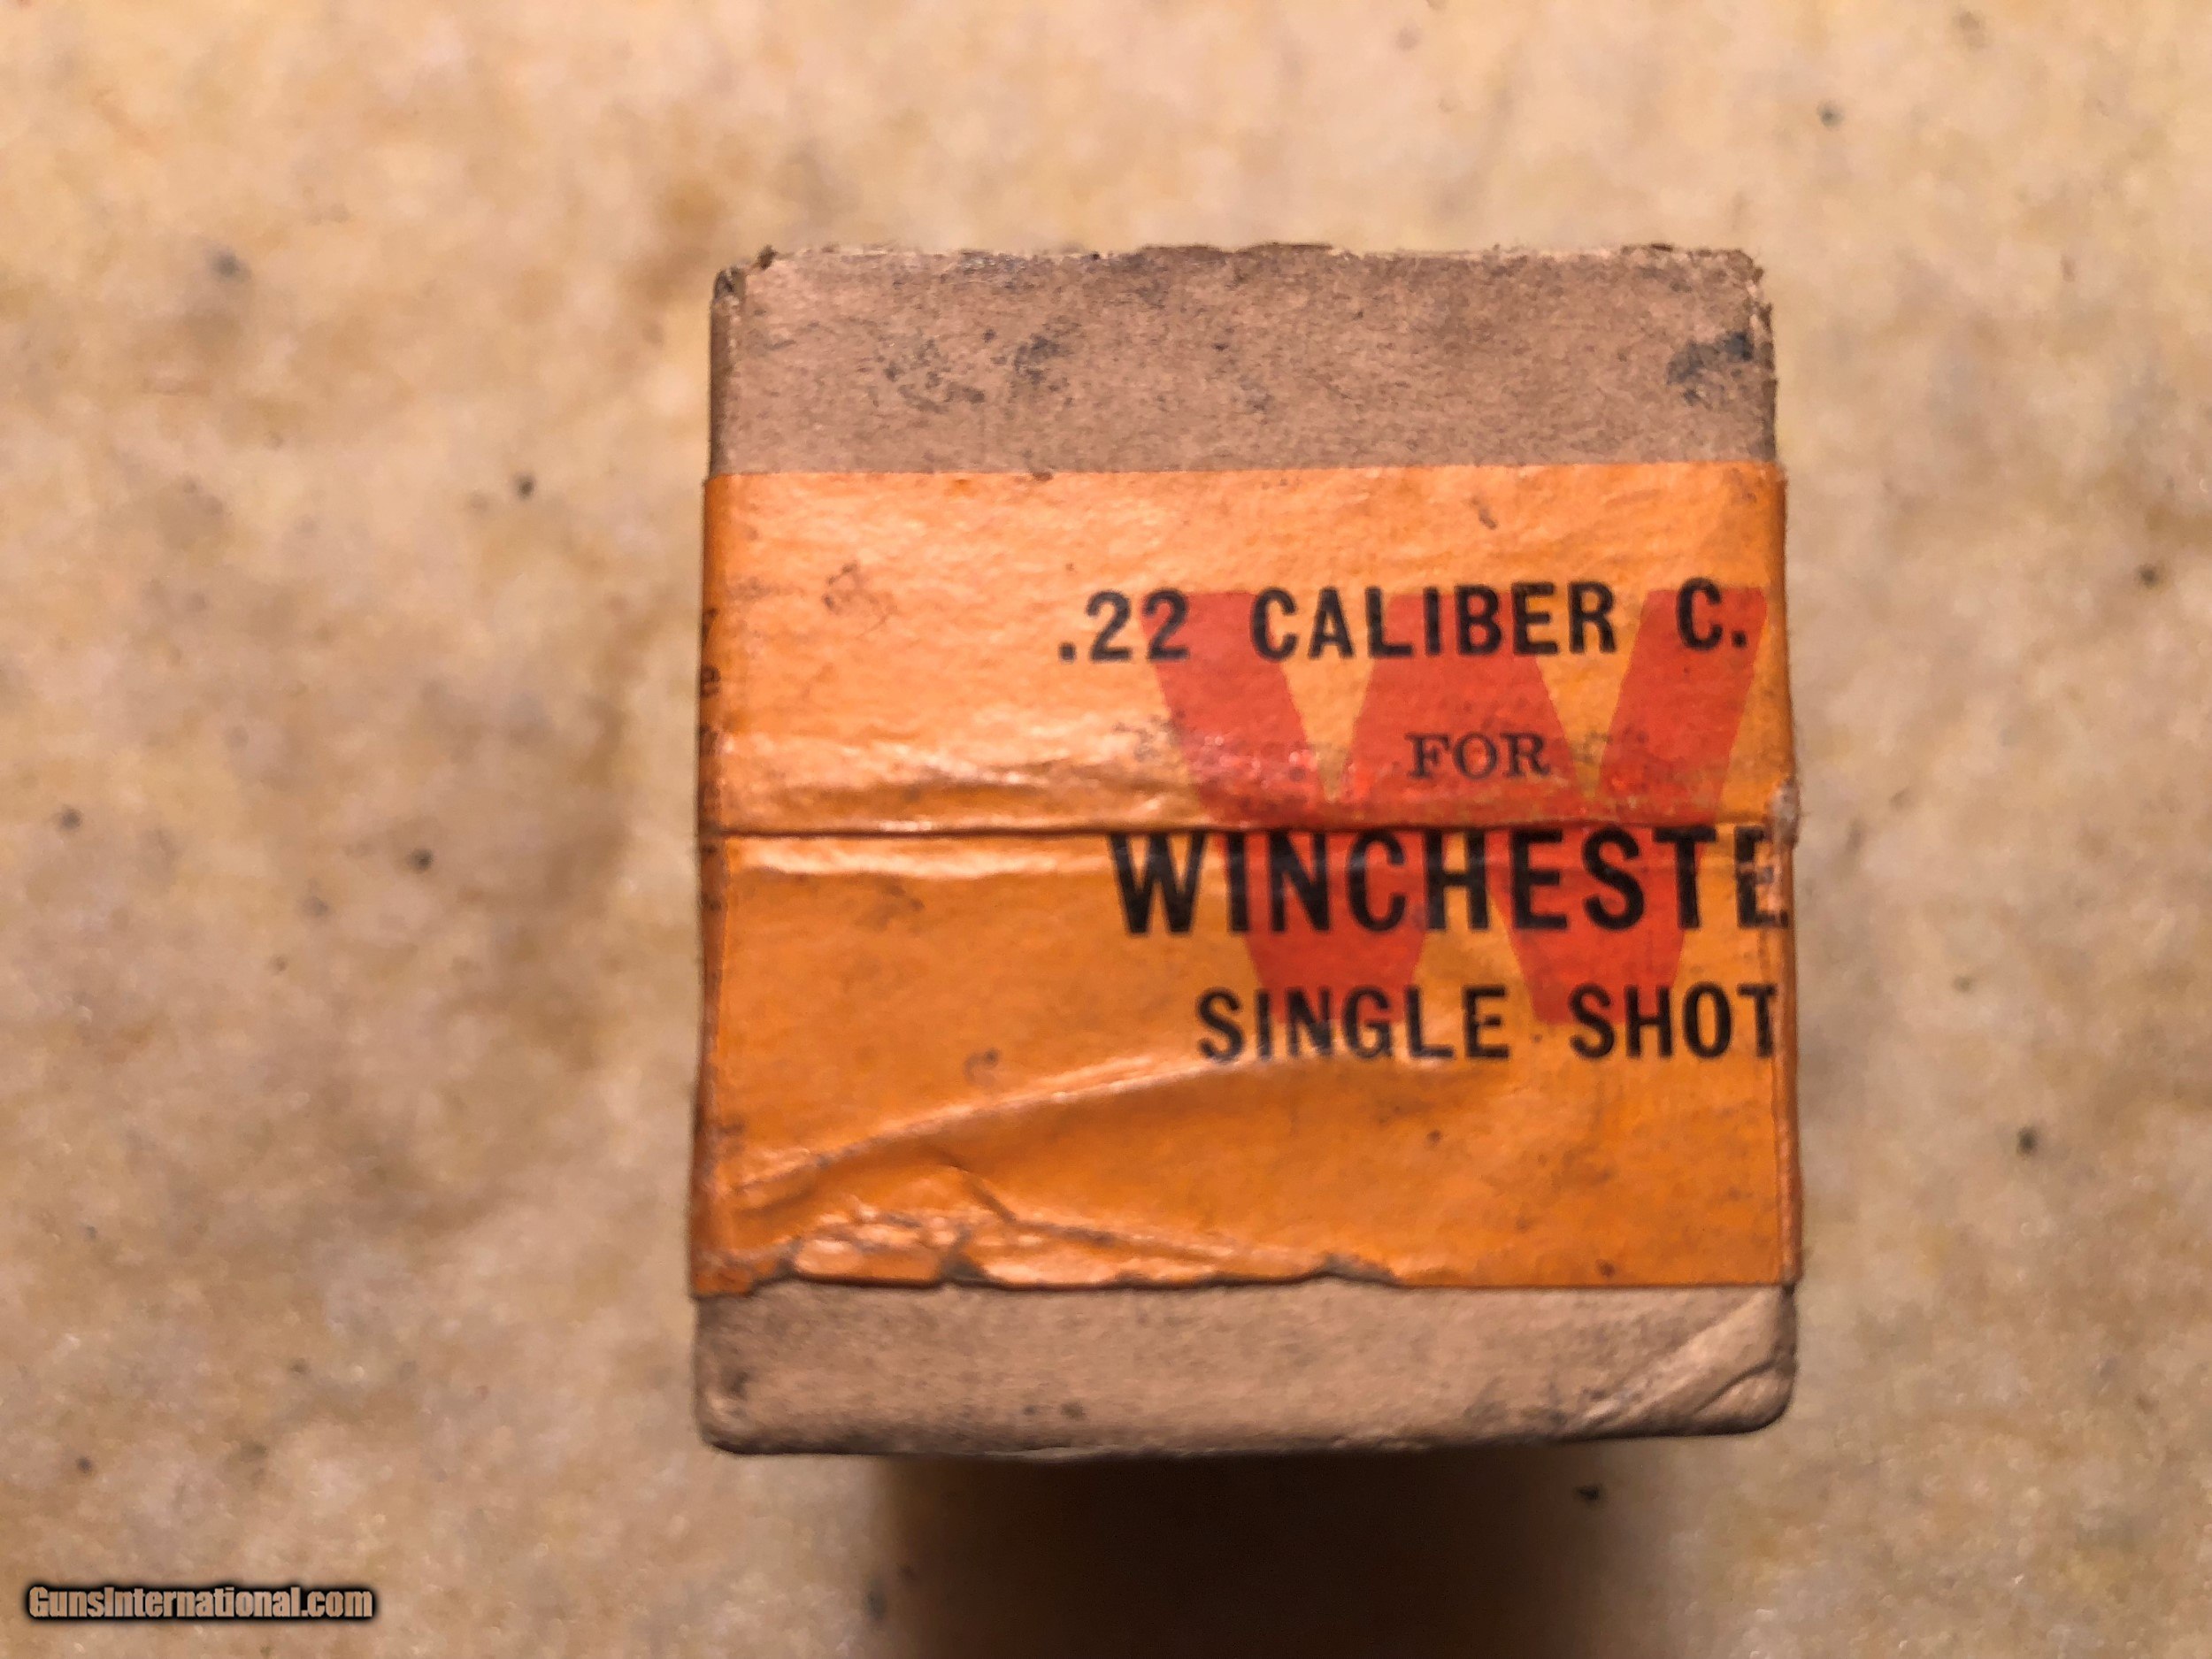 .22 CALIBER C.
FOR
WINCHESTE
SINGLE SHOT
GunsInternational.com